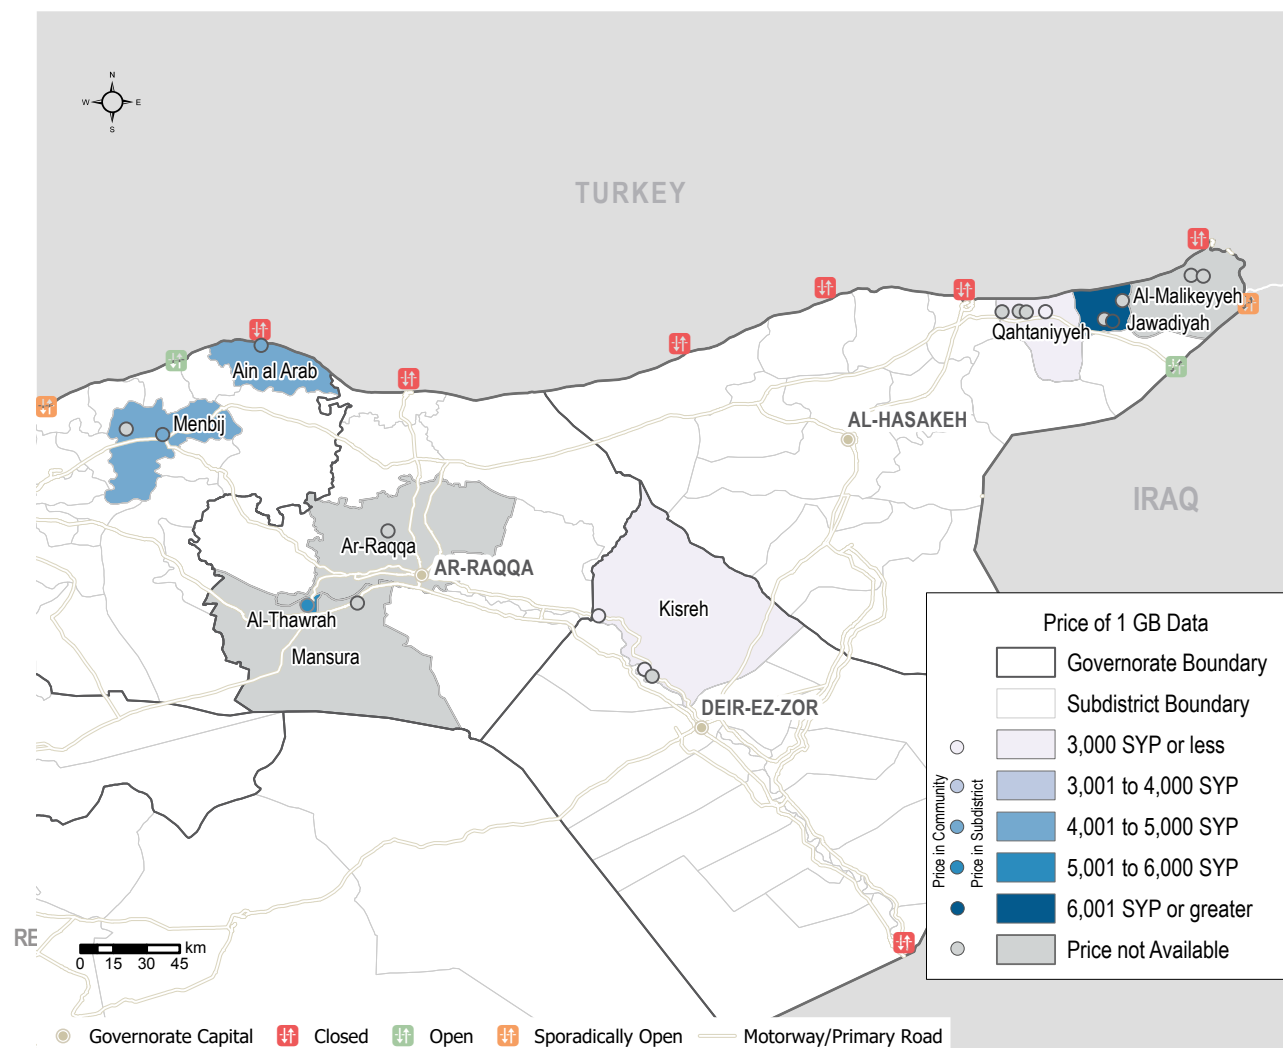 N
W E
S
TURKEY
Al-Malikeyyeh
Jawadiyah
Qahtaniyyeh
Ain al Arab
Menbij
AL-HASAKEH
IRAQ
Ar-Raqqa
AR-RAQQA
Kisreh
Al-Thawrah
Mansura
DEIR-EZ-ZOR
Price of 1 GB Data
Governorate Boundary
Subdistrict Boundary
3,000 SYP or less
3,001 to 4,000 SYP
4,001 to 5,000 SYP
5,001 to 6,000 SYP
6,001 SYP or greater
Price not Available
Price in Community
Price in Subdistrict
RE
km
0 15 30 45
Governorate Capital Closed Open Sporadically Open Motorway/Primary Road